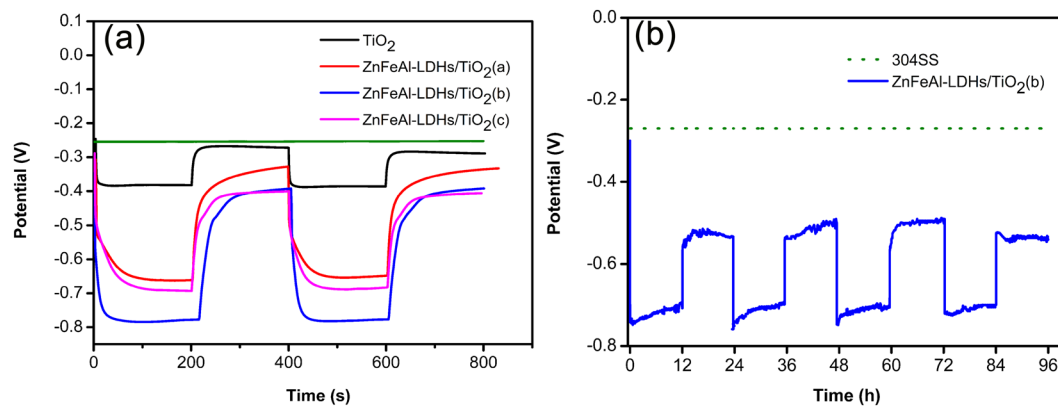 (a)
TiO2
ZnFeAl-LDHs/TiO2(a)
ZnFeAl-LDHs/TiO2(b)
ZnFeAl-LDHs/TiO2(c)
Potential (V)
0.1
0.0
-0.1
-0.2
-0.3
-0.4
-0.5
-0.6
-0.7
-0.8
0 200 400 600 800
Time (s)
(b)
304SS
ZnFeAl-LDHs/TiO2(b)
Potential (V)
0.0
-0.2
-0.4
-0.6
-0.8
0 12 24 36 48 60 72 84 96
Time (h)